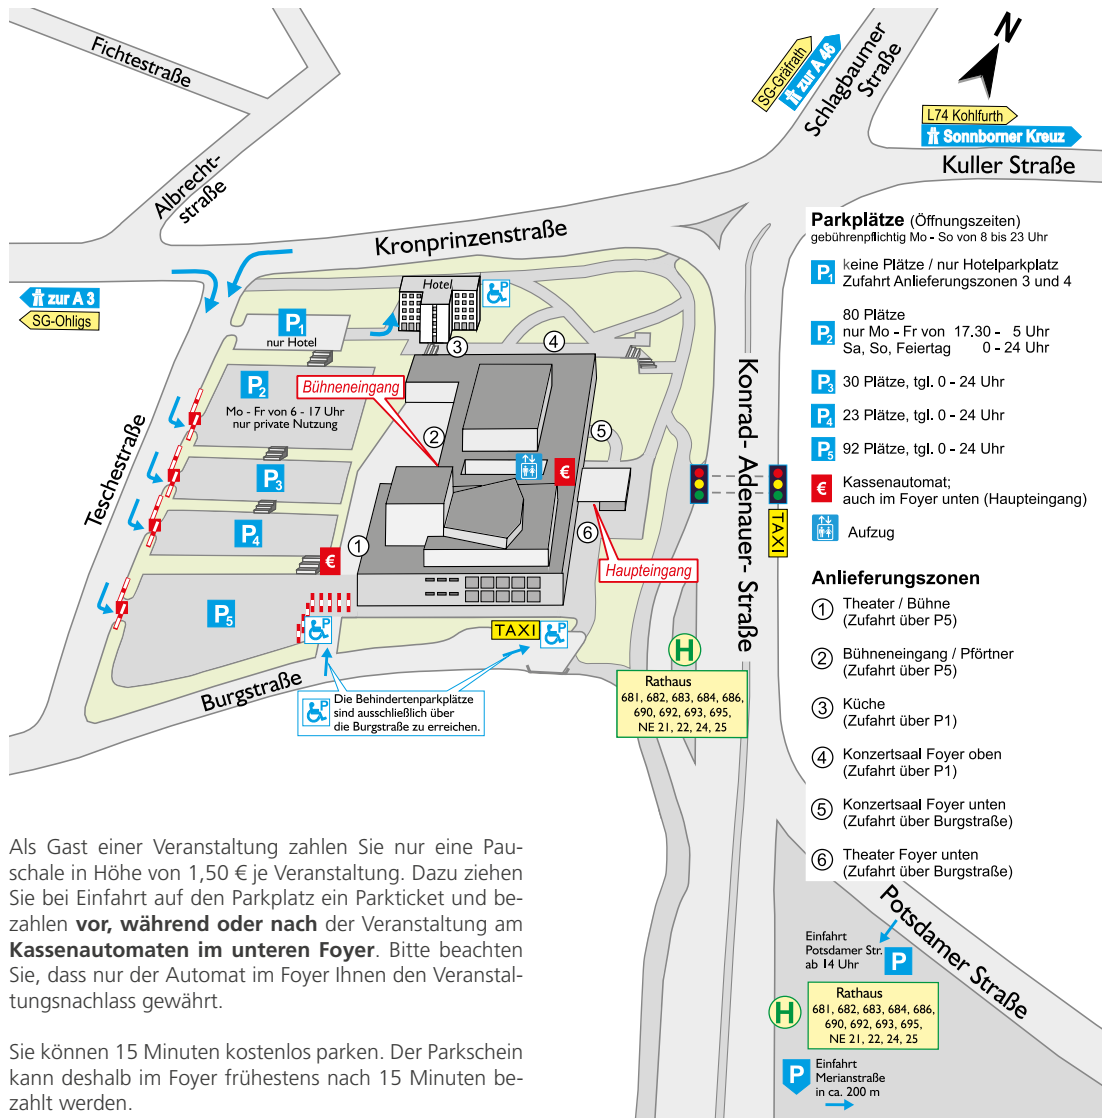 Fichtestraße
Albrecht-
straße
SG-Gräfrath
zur A 46
Schlagbaumer
Straße
N
L74 Kohlfurth
Sonnborner Kreuz
Kuller Straße
Kronprinzenstraße
zur A 3
SG-Ohligs
Teschestraße
P1
nur Hotel
Hotel
P
P2
Mo - Fr von 6 - 17 Uhr
nur private Nutzung
Bühneneingang
P3
P4
P5
€
€
1
2
3
4
5
6
Haupteingang
Konrad- Adenauer- Straße
TAXI
TAXI
P
P
Burgstraße
P
Die Behindertenparkplätze
sind ausschließlich über
die Burgstraße zu erreichen.
H
Rathaus
681, 682, 683, 684, 686,
690, 692, 693, 695,
NE 21, 22, 24, 25
Parkplätze (Öffnungszeiten)
gebührenpflichtig Mo - So von 8 bis 23 Uhr
P1 keine Plätze / nur Hotelparkplatz
Zufahrt Anlieferungszonen 3 und 4
80 Plätze
P2 nur Mo - Fr von 17.30 - 5 Uhr
Sa, So, Feiertag 0 - 24 Uhr
P3 30 Plätze, tgl. 0 - 24 Uhr
P4 23 Plätze, tgl. 0 - 24 Uhr
P5 92 Plätze, tgl. 0 - 24 Uhr
€ Kassenautomat;
auch im Foyer unten (Haupteingang)
Aufzug
Anlieferungszonen
1 Theater / Bühne
(Zufahrt über P5)
2 Bühneneingang / Pförtner
(Zufahrt über P5)
3 Küche
(Zufahrt über P1)
4 Konzertsaal Foyer oben
(Zufahrt über P1)
5 Konzertsaal Foyer unten
(Zufahrt über Burgstraße)
6 Theater Foyer unten
(Zufahrt über Burgstraße)
Potsdamer Straße
Einfahrt
Potsdamer Str.
ab 14 Uhr
P
H
Rathaus
681, 682, 683, 684, 686,
690, 692, 693, 695,
NE 21, 22, 24, 25
P
Einfahrt
Merianstraße
in ca. 200 m
Als Gast einer Veranstaltung zahlen Sie nur eine Pau-
schale in Höhe von 1,50 € je Veranstaltung. Dazu ziehen
Sie bei Einfahrt auf den Parkplatz ein Parkticket und be-
zahlen vor, während oder nach der Veranstaltung am
Kassenautomaten im unteren Foyer. Bitte beachten
Sie, dass nur der Automat im Foyer Ihnen den Veranstal-
tungsnachlass gewährt.
Sie können 15 Minuten kostenlos parken. Der Parkschein
kann deshalb im Foyer frühestens nach 15 Minuten be-
zahlt werden.